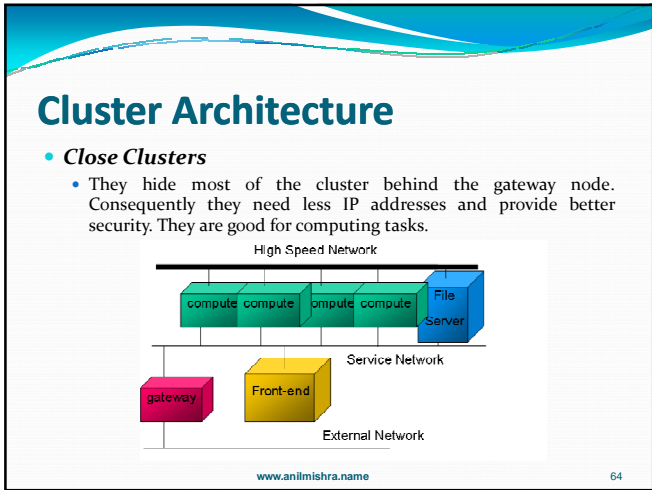 Cluster Architecture
Close Clusters
They hide most of the cluster behind the gateway node.
Consequently they need less IP addresses and provide better
security. They are good for computing tasks.
High Speed Network
compute compute ompute compute
File
Server
Service Network
gateway
Front-end
External Network
www.anilmishra.name
64